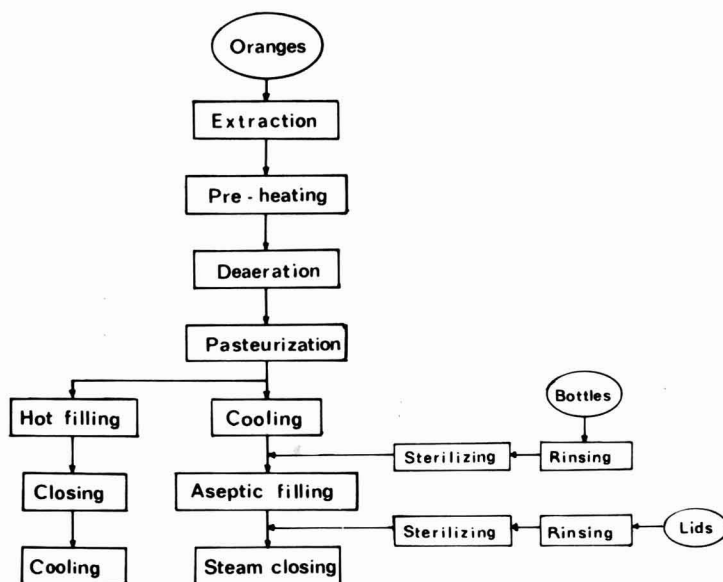 Oranges
Extraction
Pre - heating
Deaeration
Pasteurization
Hot filling
Cooling
Bottles
Sterilizing
Rinsing
Closing
Aseptic filling
Sterilizing
Rinsing
Lids
Cooling
Steam closing